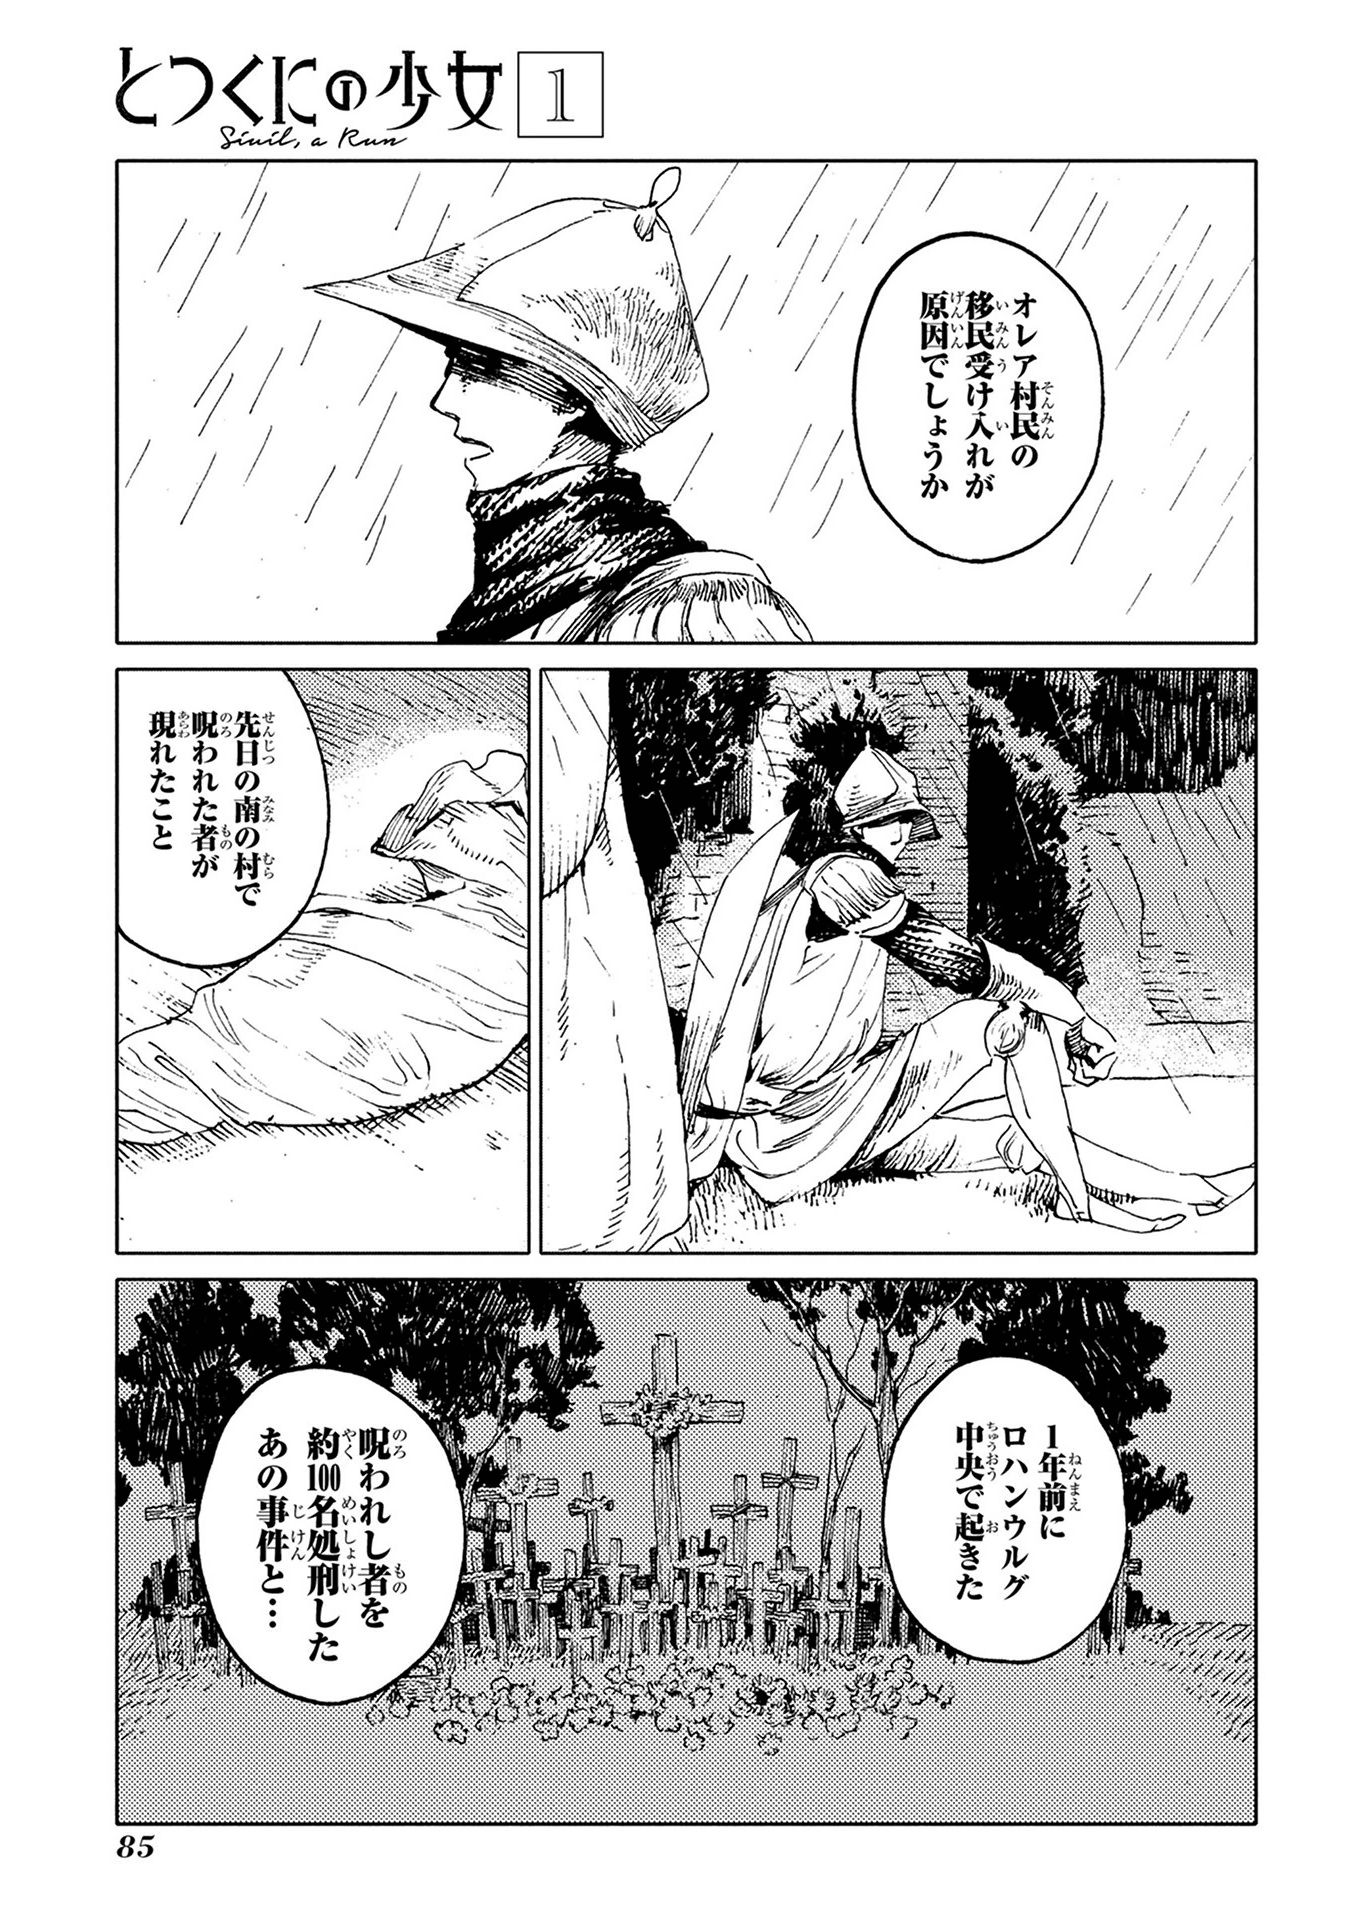 とつくにの少女 1
Siúil, a Rún
オレア村民の
移民受け入れが
原因でしょうか
先日の南の村で
呪われた者が
現れたこと
1年前に
ロハンウルグ
中央で起きた
呪われし者を
約100名処刑した
あの事件と…
85